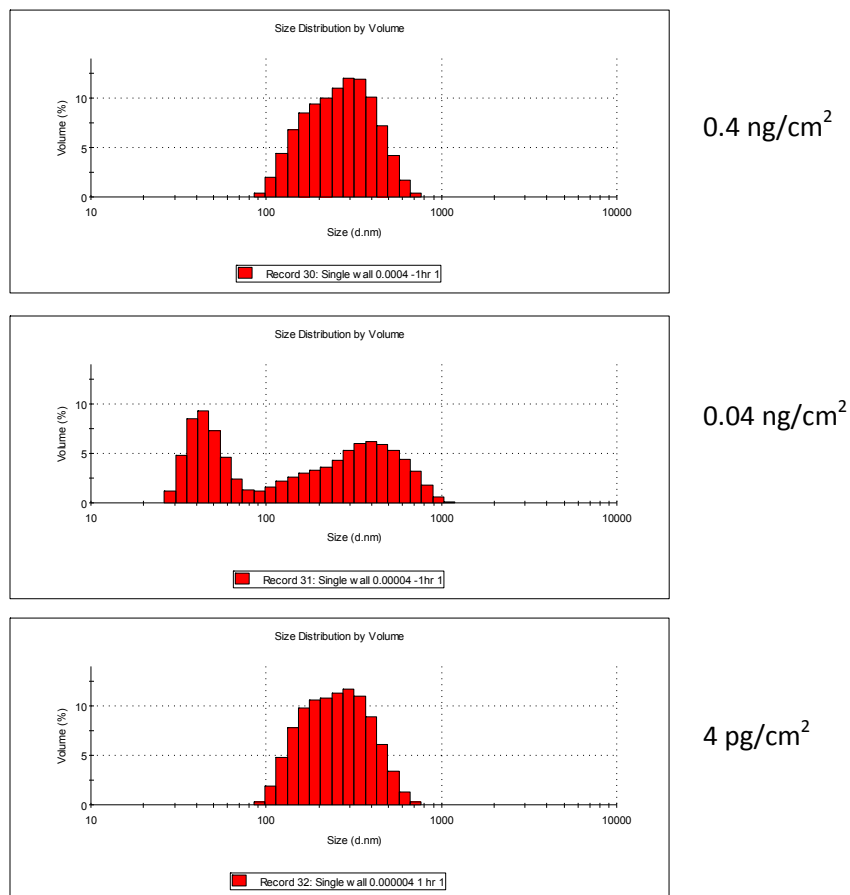 Size Distribution by Volume
Volume (%)
10
5
0
10 100 1000 10000
Size (d.nm)
Record 30: Single wall 0.0004 -1hr 1
0.4 ng/cm²
Size Distribution by Volume
Volume (%)
10
5
0
10 100 1000 10000
Size (d.nm)
Record 31: Single wall 0.00004 -1hr 1
0.04 ng/cm²
Size Distribution by Volume
Volume (%)
10
5
0
10 100 1000 10000
Size (d.nm)
Record 32: Single wall 0.000004 1 hr 1
4 pg/cm²